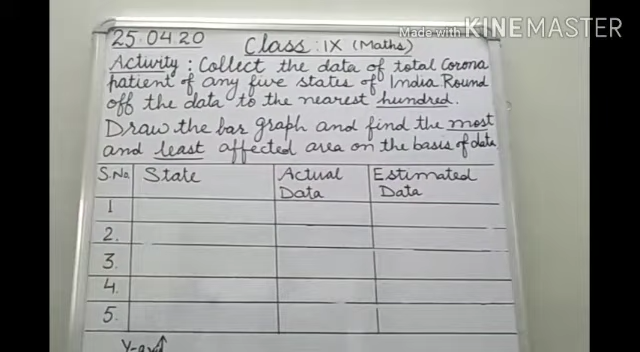 Made with KINEMASTER
25.04.20
Class : IX (Maths)
Activity : Collect the data of total Corona
patient of any five states of India Round
off the data to the nearest hundred.
Draw the bar graph and find the most
and least affected area on the basis of data
S.No. State Actual Data Estimated Data
1
2.
3.
4.
5.